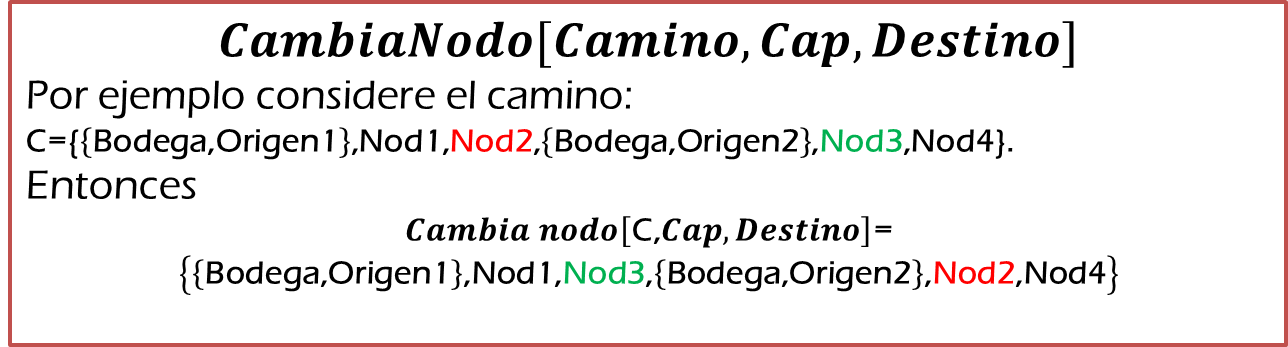 CambiaNodo[Camino, Cap, Destino]
Por ejemplo considere el camino:
C={{Bodega,Origen1},Nod1,Nod2,{Bodega,Origen2},Nod3,Nod4}.
Entonces
Cambia nodo[C,Cap, Destino]=
{{Bodega,Origen1},Nod1,Nod3,{Bodega,Origen2},Nod2,Nod4}